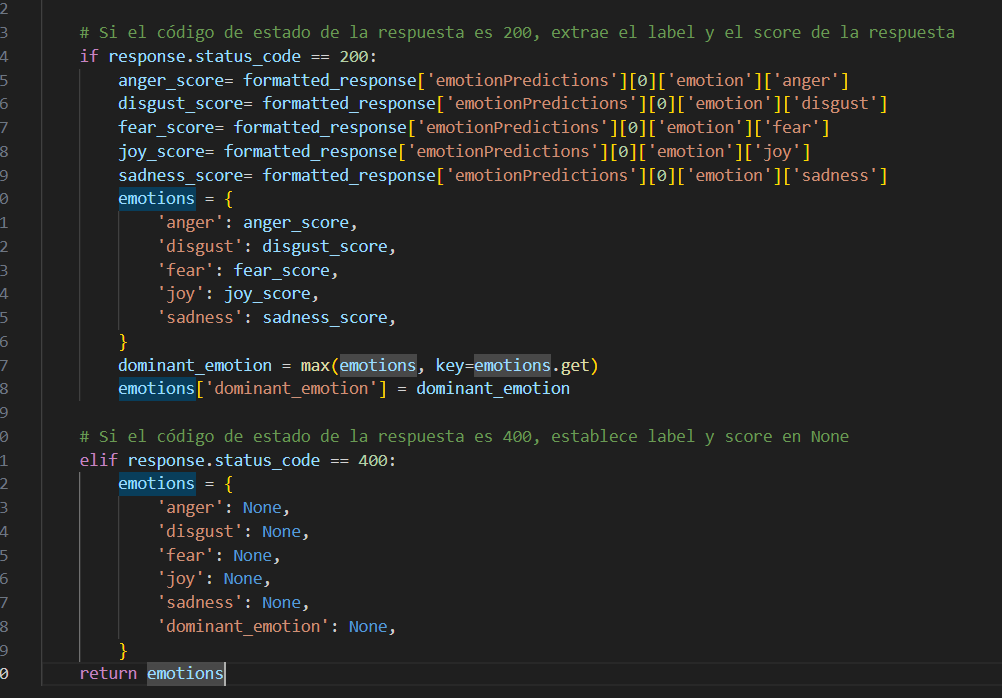 2
3 # Si el código de estado de la respuesta es 200, extrae el label y el score de la respuesta
4 if response.status_code == 200:
5 anger_score= formatted_response['emotionPredictions'][0]['emotion']['anger']
6 disgust_score= formatted_response['emotionPredictions'][0]['emotion']['disgust']
7 fear_score= formatted_response['emotionPredictions'][0]['emotion']['fear']
8 joy_score= formatted_response['emotionPredictions'][0]['emotion']['joy']
9 sadness_score= formatted_response['emotionPredictions'][0]['emotion']['sadness']
0 emotions = {
1 'anger': anger_score,
2 'disgust': disgust_score,
3 'fear': fear_score,
4 'joy': joy_score,
5 'sadness': sadness_score,
6 }
7 dominant_emotion = max(emotions, key=emotions.get)
8 emotions['dominant_emotion'] = dominant_emotion
9
0 # Si el código de estado de la respuesta es 400, establece label y score en None
1 elif response.status_code == 400:
2 emotions = {
3 'anger': None,
4 'disgust': None,
5 'fear': None,
6 'joy': None,
7 'sadness': None,
8 'dominant_emotion': None,
9 }
0 return emotions